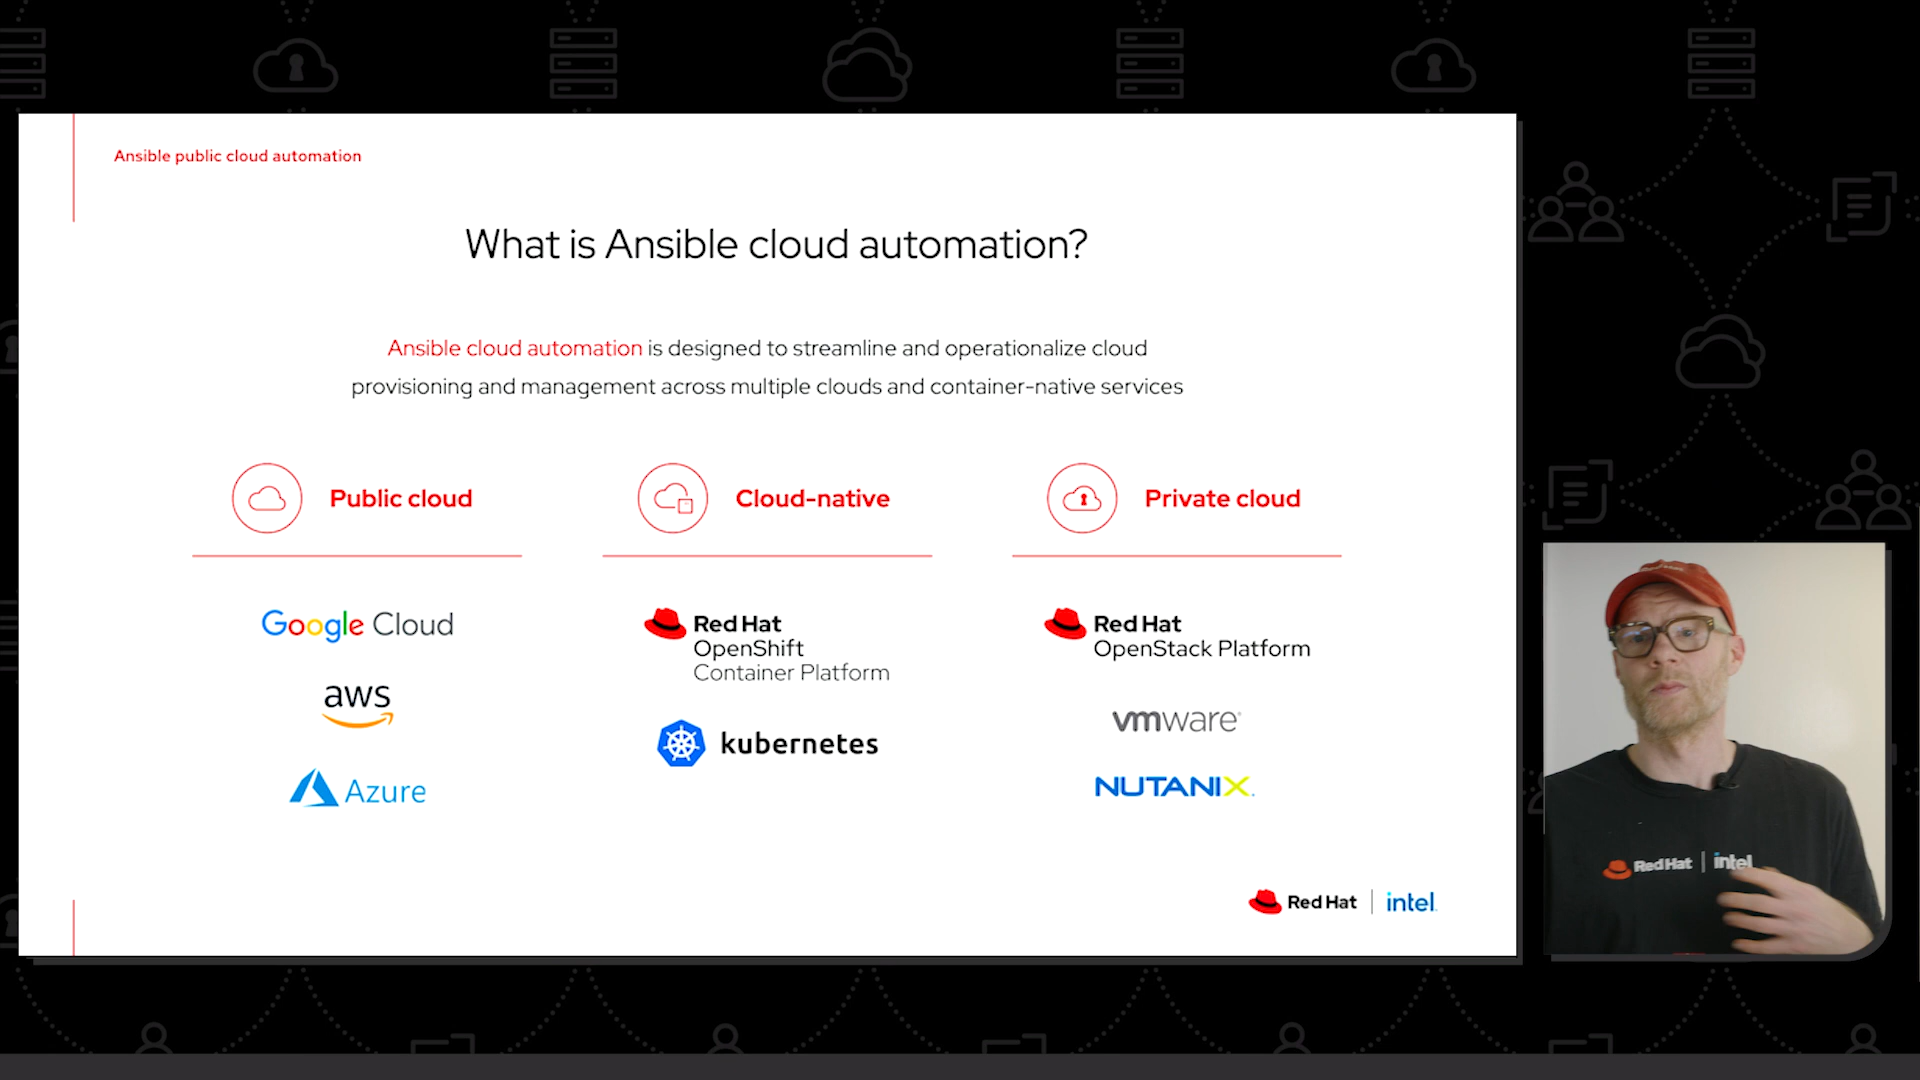 Ansible public cloud automation
What is Ansible cloud automation?
Ansible cloud automation is designed to streamline and operationalize cloud
provisioning and management across multiple clouds and container-native services
Public cloud
Google Cloud
aws
Azure
Cloud-native
Red Hat
OpenShift
Container Platform
kubernetes
Private cloud
Red Hat
OpenStack Platform
vmware
NUTANIX
Red Hat | intel
Red Hat | intel